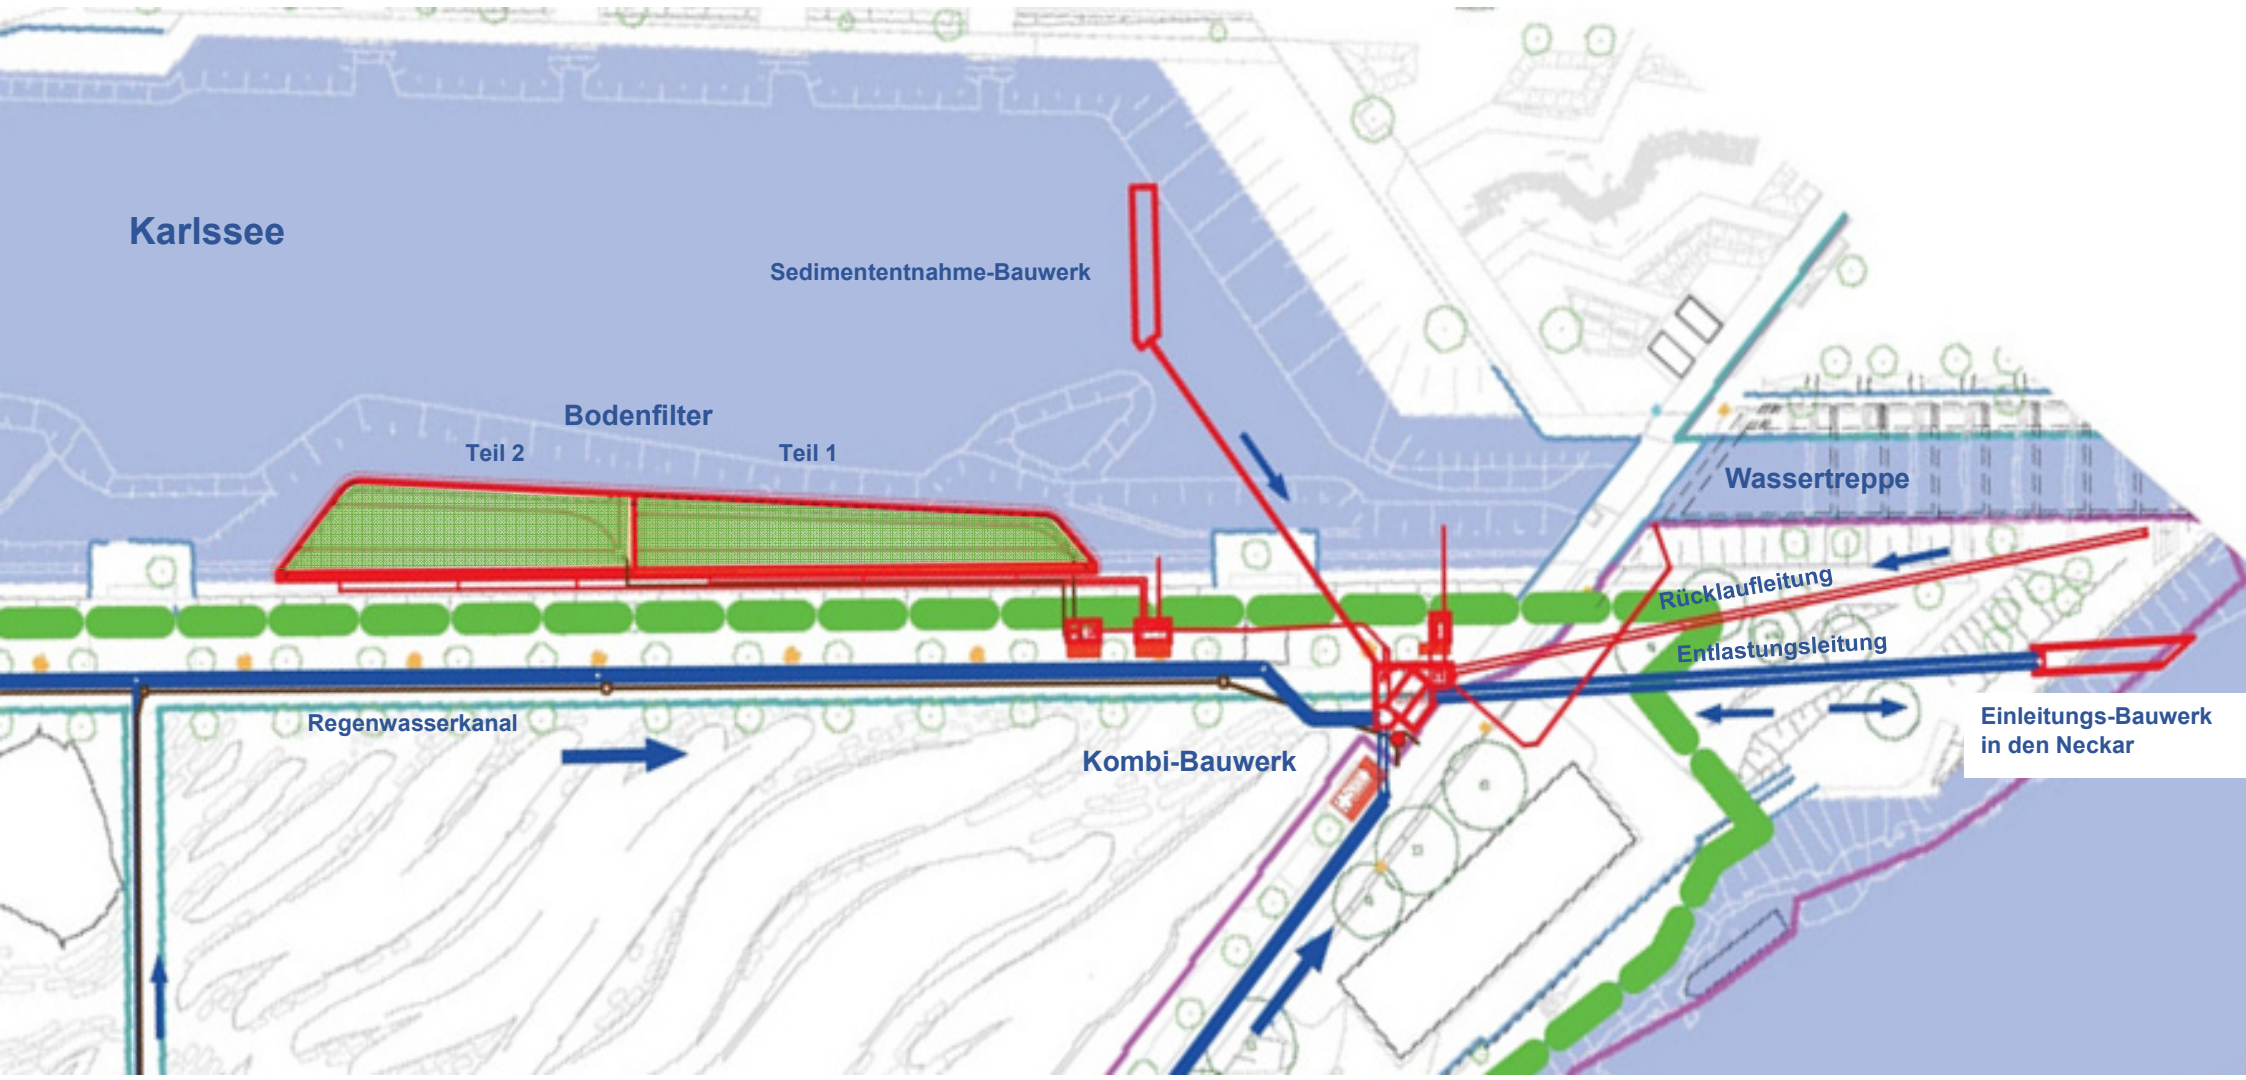 Karlssee
Sedimententnahme-Bauwerk
Bodenfilter
Teil 2
Teil 1
Wassertreppe
Rücklaufleitung
Entlastungsleitung
Regenwasserkanal
Kombi-Bauwerk
Einleitungs-Bauwerk
in den Neckar